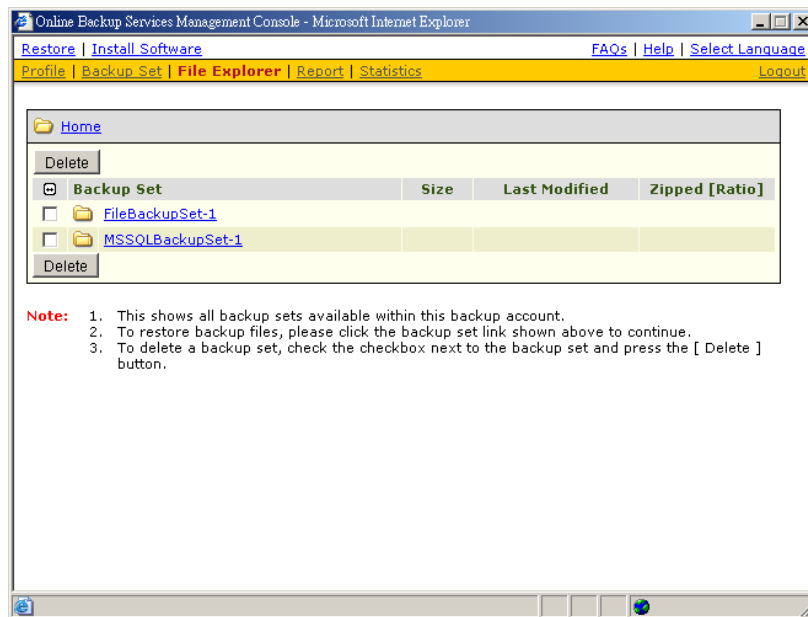 Online Backup Services Management Console - Microsoft Internet Explorer
Restore | Install Software FAQs | Help | Select Language
Profile | Backup Set | File Explorer | Report | Statistics Logout
Home
Delete
Backup Set Size Last Modified Zipped [Ratio]
FileBackupSet-1
MSSQLBackupSet-1
Delete
Note: 1. This shows all backup sets available within this backup account.
2. To restore backup files, please click the backup set link shown above to continue.
3. To delete a backup set, check the checkbox next to the backup set and press the [ Delete ]
button.